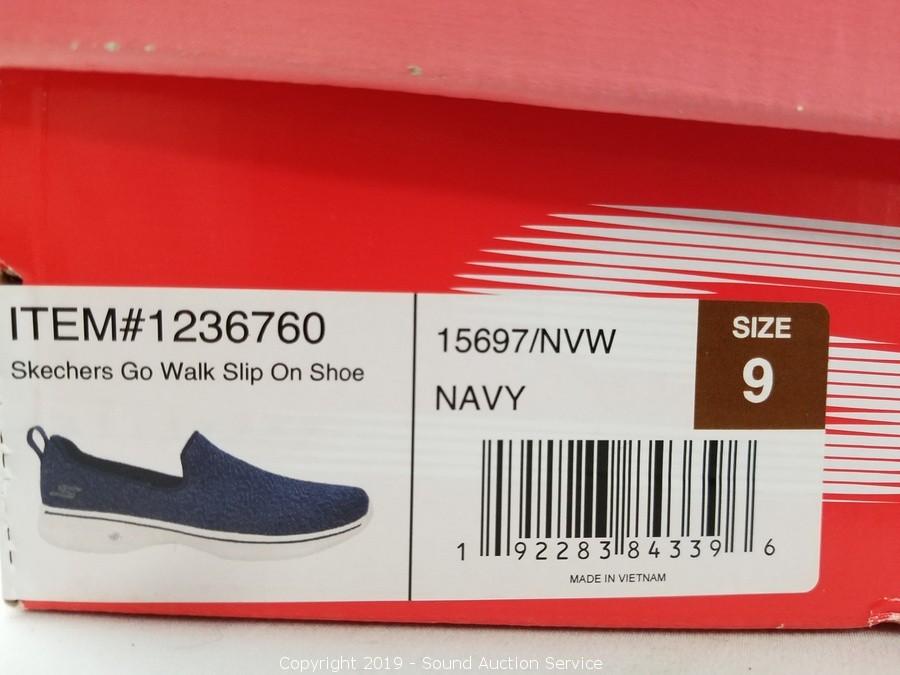 ITEM#1236760
Skechers Go Walk Slip On Shoe
15697/NVW
NAVY
SIZE
9
1 92283 84339 6
MADE IN VIETNAM
Copyright 2019 - Sound Auction Service